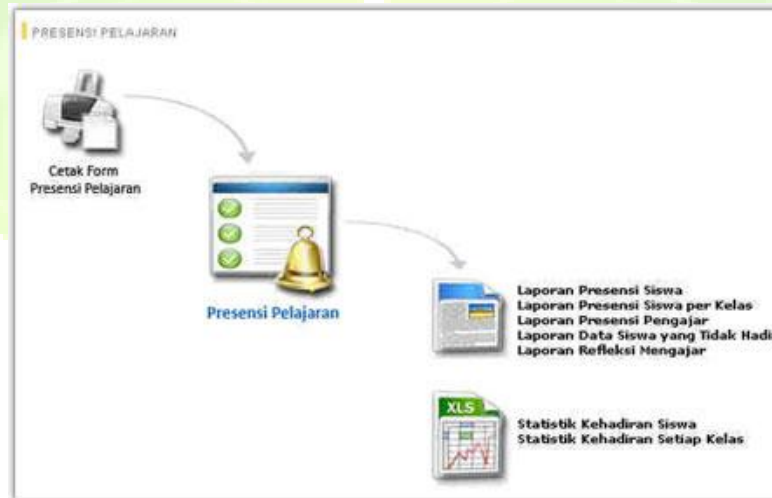 PRESENSI PELAJARAN
Cetak Form
Presensi Pelajaran
Presensi Pelajaran
Laporan Presensi Siswa
Laporan Presensi Siswa per Kelas
Laporan Presensi Pengajar
Laporan Data Siswa yang Tidak Hadi
Laporan Refleksi Mengajar
XLS
Statistik Kehadiran Siswa
Statistik Kehadiran Setiap Kelas